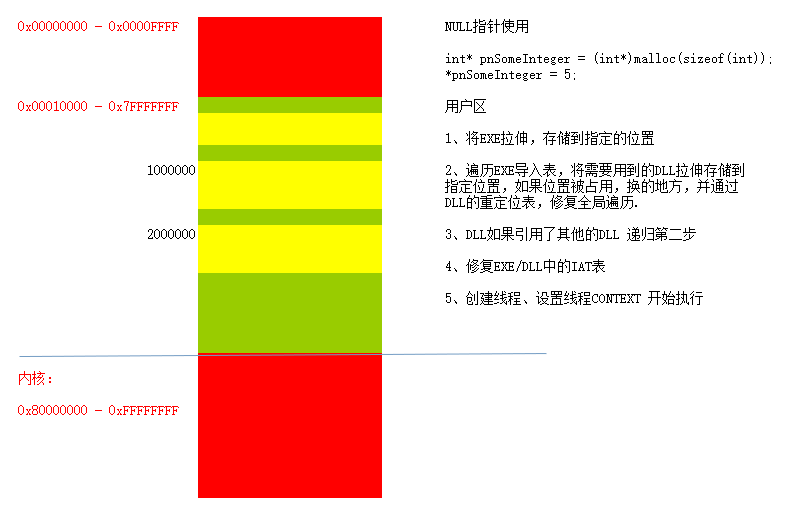 0x00000000 - 0x0000FFFF
NULL指针使用
int* pnSomeInteger = (int*)malloc(sizeof(int));
*pnSomeInteger = 5;
0x00010000 - 0x7FFFFFFF
用户区
1、将EXE拉伸，存储到指定的位置
1000000
2、遍历EXE导入表，将需要用到的DLL拉伸存储到
指定位置，如果位置被占用，换的地方，并通过
DLL的重定位表，修复全局遍历.
2000000
3、DLL如果引用了其他的DLL 递归第二步
4、修复EXE/DLL中的IAT表
5、创建线程、设置线程CONTEXT 开始执行
内核：
0x80000000 - 0xFFFFFFFF